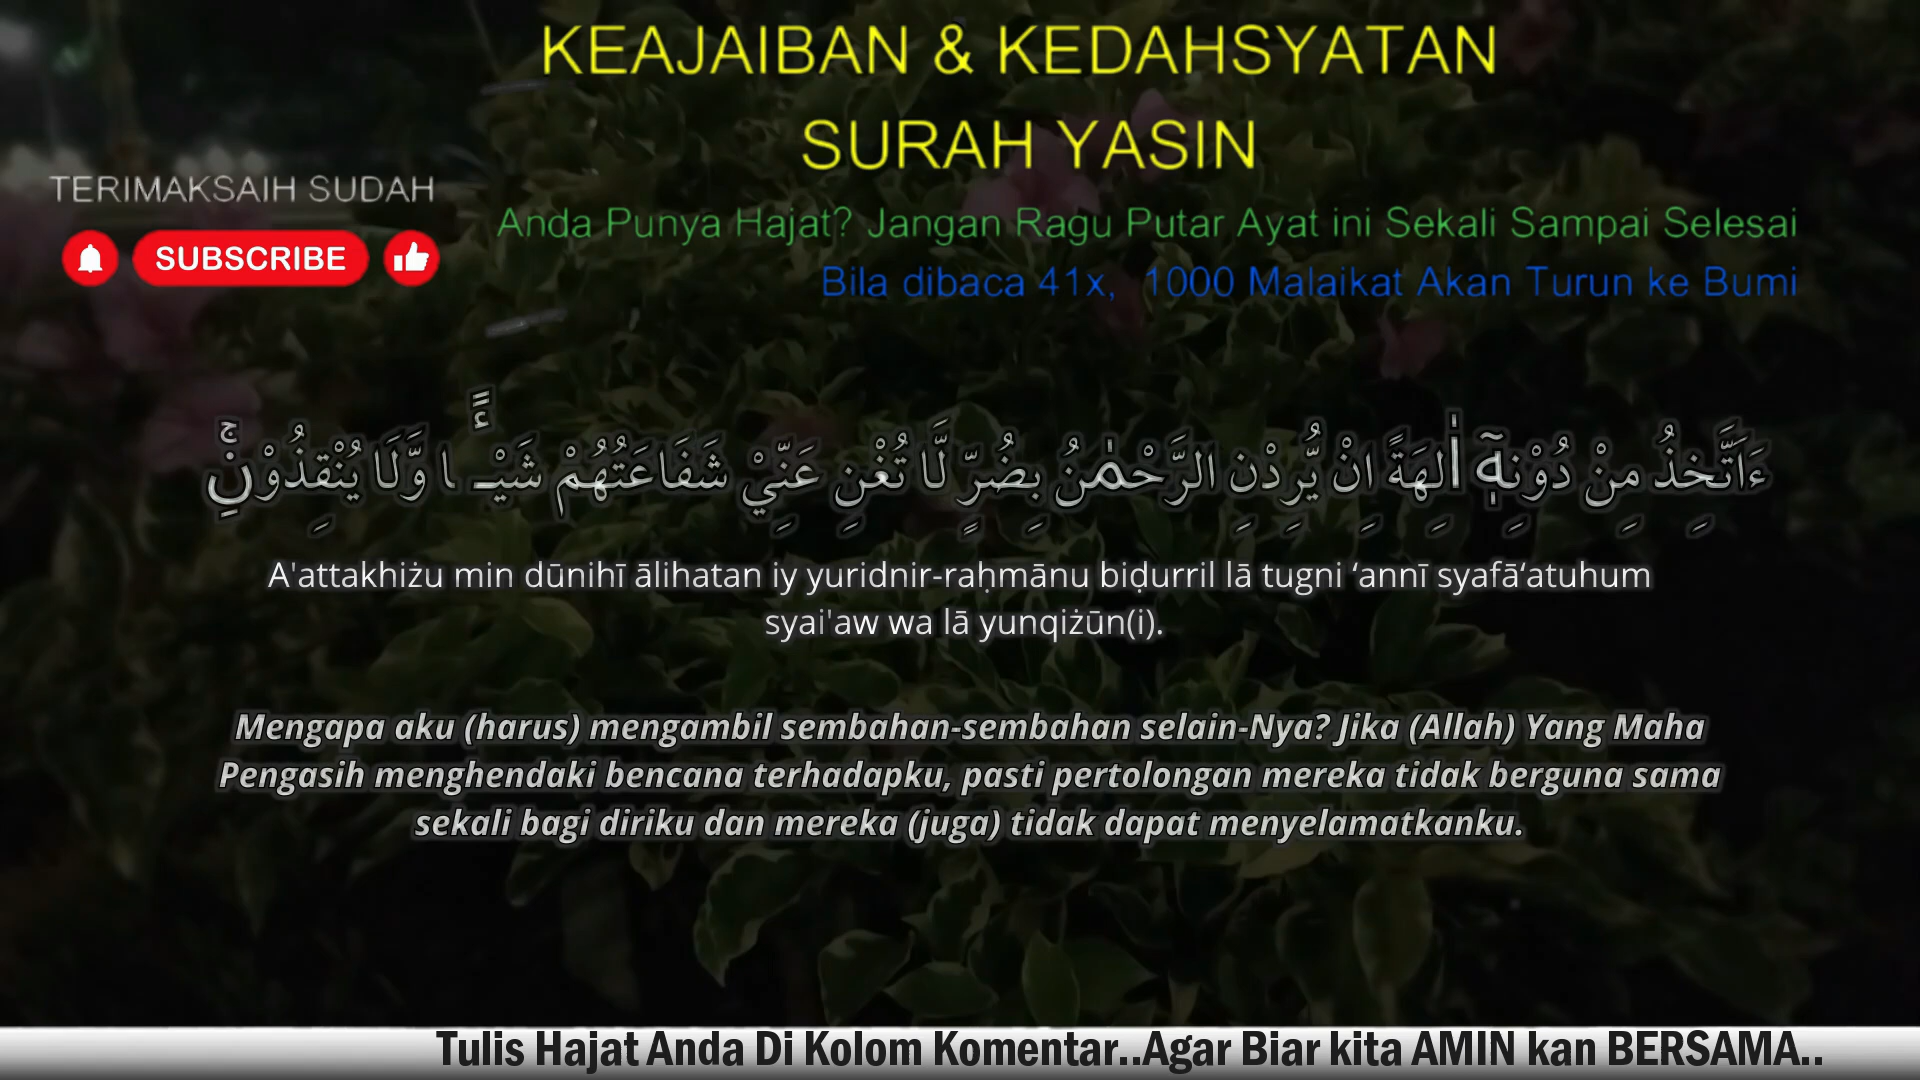 KEAJAIBAN & KEDAHSYATAN
SURAH YASIN
TERIMAKSAIH SUDAH
SUBSCRIBE
Anda Punya Hajat? Jangan Ragu Putar Ayat ini Sekali Sampai Selesai
Bila dibaca 41x, 1000 Malaikat Akan Turun ke Bumi
ءَاَتَّخِذُ مِنْ دُوْنِهٖٓ اٰلِهَةً اِنْ يُّرِدْنِ الرَّحْمٰنُ بِضُرٍّ لَّا تُغْنِ عَنِّيْ شَفَاعَتُهُمْ شَيْـًٔا وَّلَا يُنْقِذُوْنِۚ
A'attakhiżu min dūnihī ālihatan iy yuridnir-raḥmānu biḍurril lā tugni ‘annī syafā‘atuhum
syai'aw wa lā yunqiżūn(i).
Mengapa aku (harus) mengambil sembahan-sembahan selain-Nya? Jika (Allah) Yang Maha
Pengasih menghendaki bencana terhadapku, pasti pertolongan mereka tidak berguna sama
sekali bagi diriku dan mereka (juga) tidak dapat menyelamatkanku.
Tulis Hajat Anda Di Kolom Komentar..Agar Biar kita AMIN kan BERSAMA..